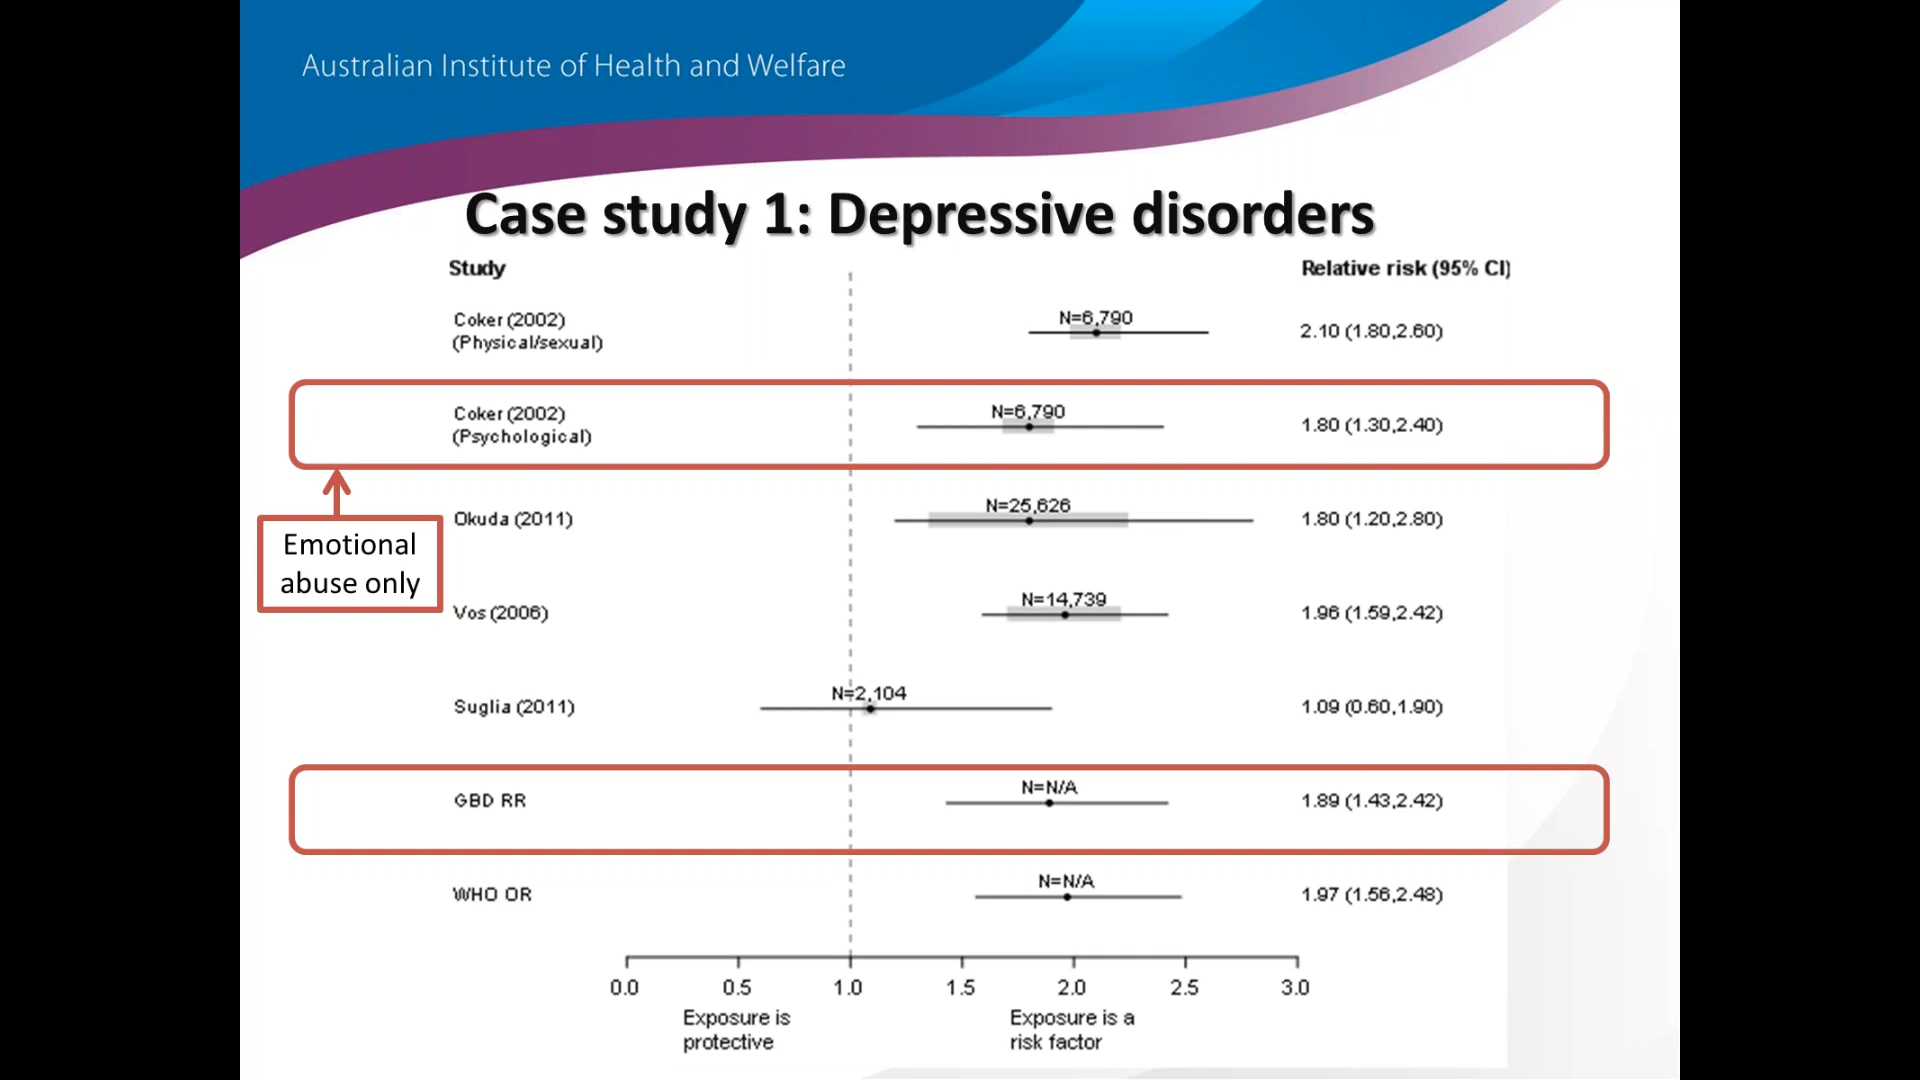 Australian Institute of Health and Welfare
Case study 1: Depressive disorders
Study
Relative risk (95% CI)
Coker (2002)
(Physical/sexual)
N=6,790
2.10 (1.80,2.60)
Coker (2002)
(Psychological)
N=6,790
1.80 (1.30,2.40)
Emotional
abuse only
Okuda (2011)
N=25,626
1.80 (1.20,2.80)
Vos (2006)
N=14,739
1.96 (1.59,2.42)
Suglia (2011)
N=2,104
1.09 (0.60,1.90)
GBD RR
N=N/A
1.89 (1.43,2.42)
WHO OR
N=N/A
1.97 (1.56,2.48)
0.0 0.5 1.0 1.5 2.0 2.5 3.0
Exposure is
protective
Exposure is a
risk factor